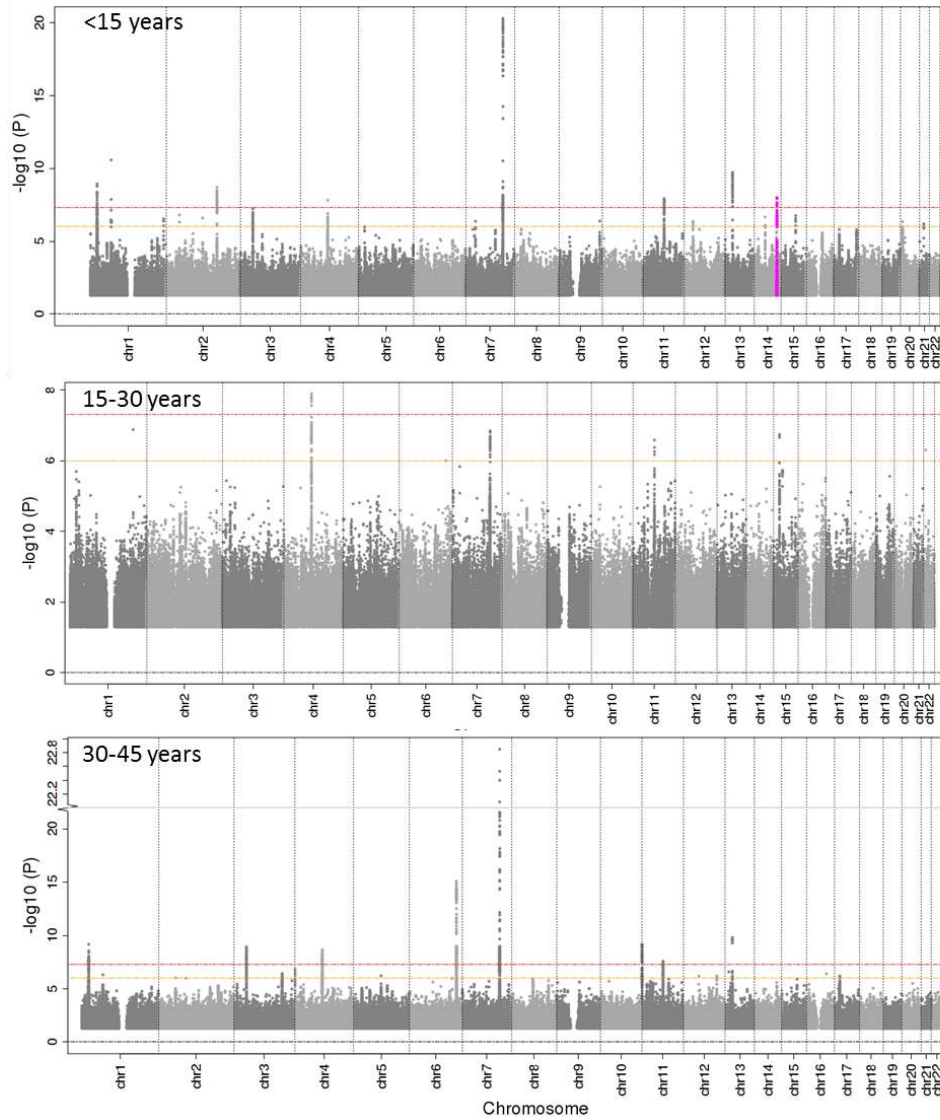 <15 years
-log10 (P)
20
15
10
5
0
chr1 chr2 chr3 chr4 chr5 chr6 chr7 chr8 chr9 chr10 chr11 chr12 chr13 chr14 chr15 chr16 chr17 chr18 chr19 chr20 chr21 chr22
15-30 years
-log10 (P)
8
6
4
2
0
chr1 chr2 chr3 chr4 chr5 chr6 chr7 chr8 chr9 chr10 chr11 chr12 chr13 chr14 chr15 chr16 chr17 chr18 chr19 chr20 chr21 chr22
30-45 years
-log10 (P)
22.8
22.2
20
15
10
5
0
chr1 chr2 chr3 chr4 chr5 chr6 chr7 chr8 chr9 chr10 chr11 chr12 chr13 chr14 chr15 chr16 chr17 chr18 chr19 chr20 chr21 chr22
Chromosome